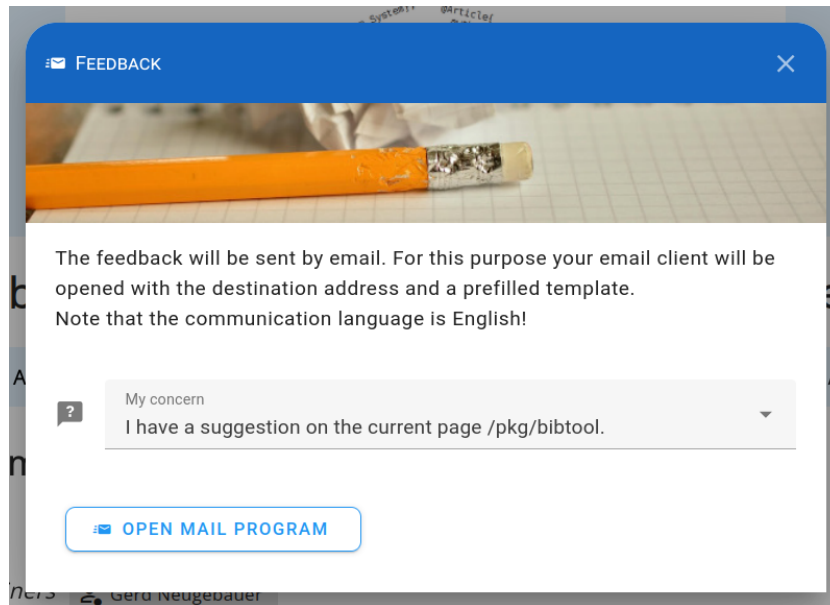 System],
@Article{
FEEDBACK
The feedback will be sent by email. For this purpose your email client will be
opened with the destination address and a prefilled template.
Note that the communication language is English!
My concern
I have a suggestion on the current page /pkg/bibtool.
OPEN MAIL PROGRAM
Gerd Neugebauer